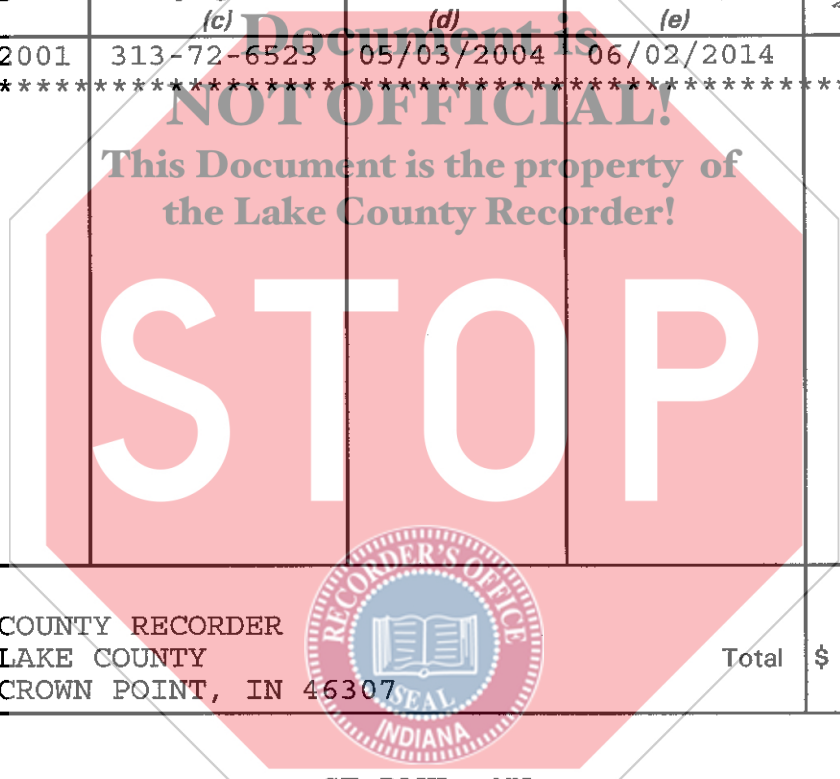 (c) (d) (e)
Document is
2001 313-72-6523 05/03/2004 06/02/2014
NOT OFFICIAL!
This Document is the property of
the Lake County Recorder!
STOP
RECORDER'S OFFICE
SEAL
INDIANA
COUNTY RECORDER
LAKE COUNTY
CROWN POINT, IN 46307
Total $